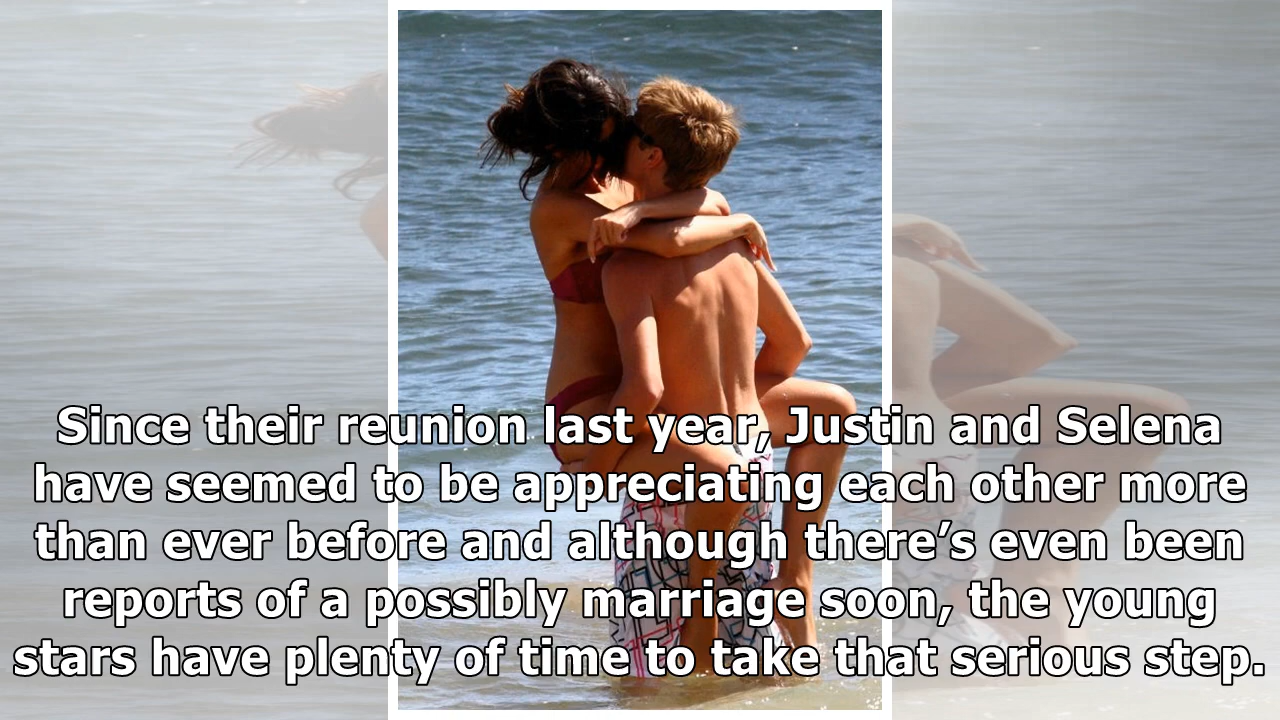 Since their reunion last year, Justin and Selena
have seemed to be appreciating each other more
than ever before and although there’s even been
reports of a possibly marriage soon, the young
stars have plenty of time to take that serious step.